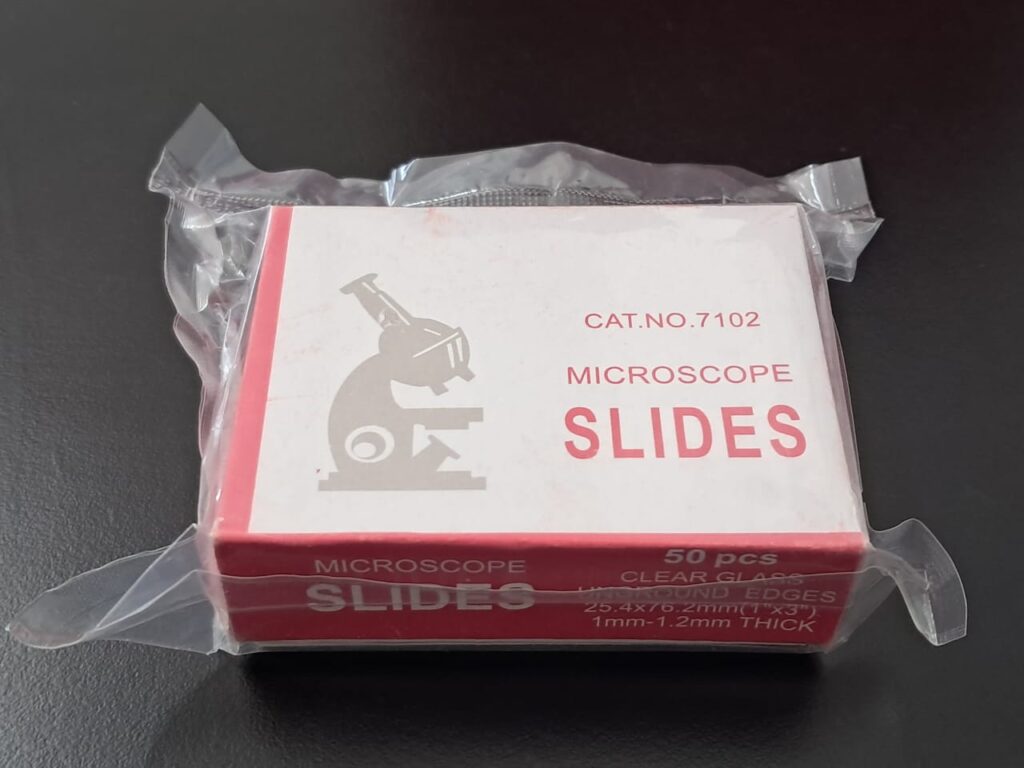 CAT.NO.7102
MICROSCOPE
SLIDES
MICROSCOPE
SLIDES
50 pcs
CLEAR GLASS
UNGROUND EDGES
25.4x76.2mm(1"x3")
1mm-1.2mm THICK